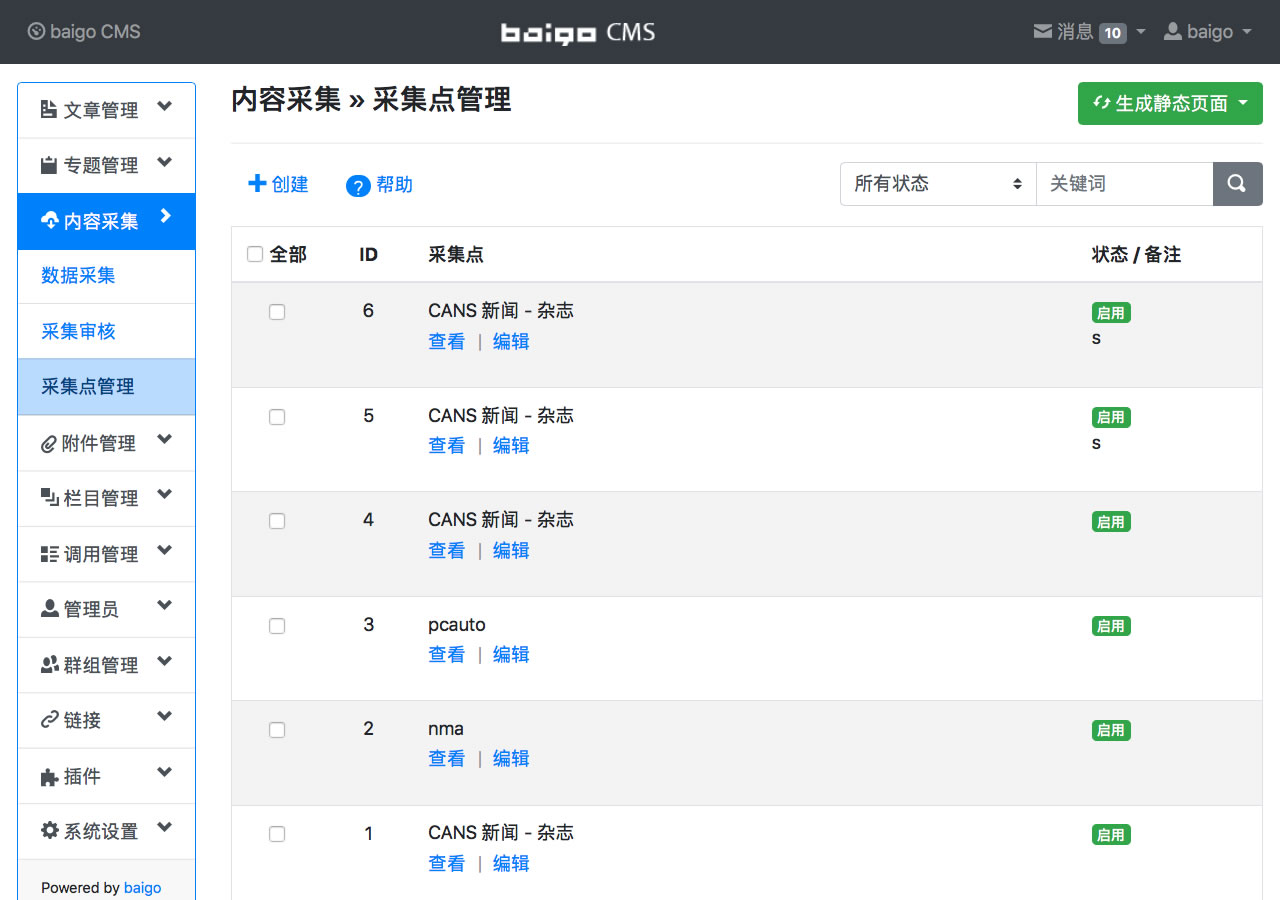 baigo CMS
baigo CMS
消息 10
baigo
文章管理
专题管理
内容采集
数据采集
采集审核
采集点管理
附件管理
栏目管理
调用管理
管理员
群组管理
链接
插件
系统设置
Powered by baigo
内容采集 » 采集点管理
生成静态页面
创建
? 帮助
所有状态
关键词
全部 ID 采集点 状态 / 备注
6 CANS 新闻 - 杂志 启用
查看 | 编辑 s
5 CANS 新闻 - 杂志 启用
查看 | 编辑 s
4 CANS 新闻 - 杂志 启用
查看 | 编辑
3 pcauto 启用
查看 | 编辑
2 nma 启用
查看 | 编辑
1 CANS 新闻 - 杂志 启用
查看 | 编辑